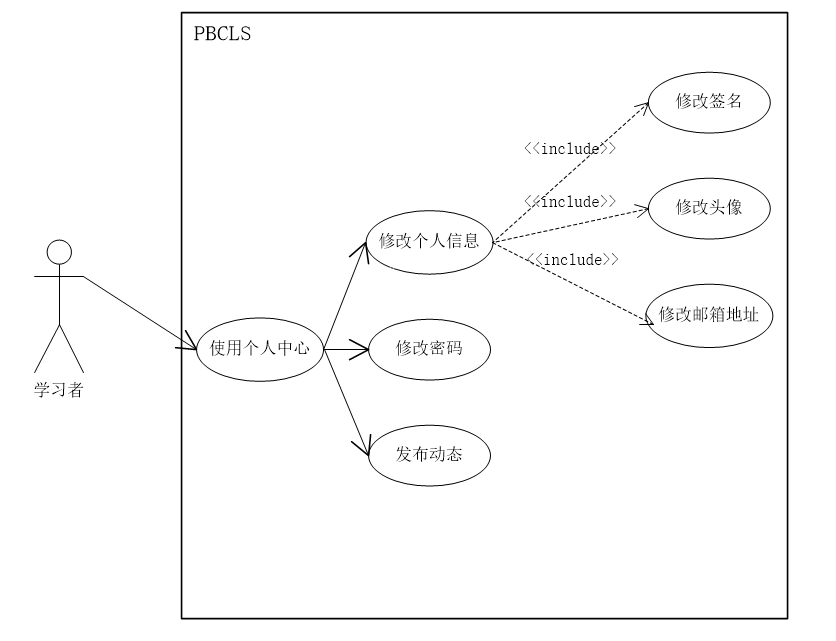 PBCLS
修改签名
<<include>>
<<include>>
修改头像
修改个人信息
<<include>>
修改邮箱地址
使用个人中心
修改密码
学习者
发布动态